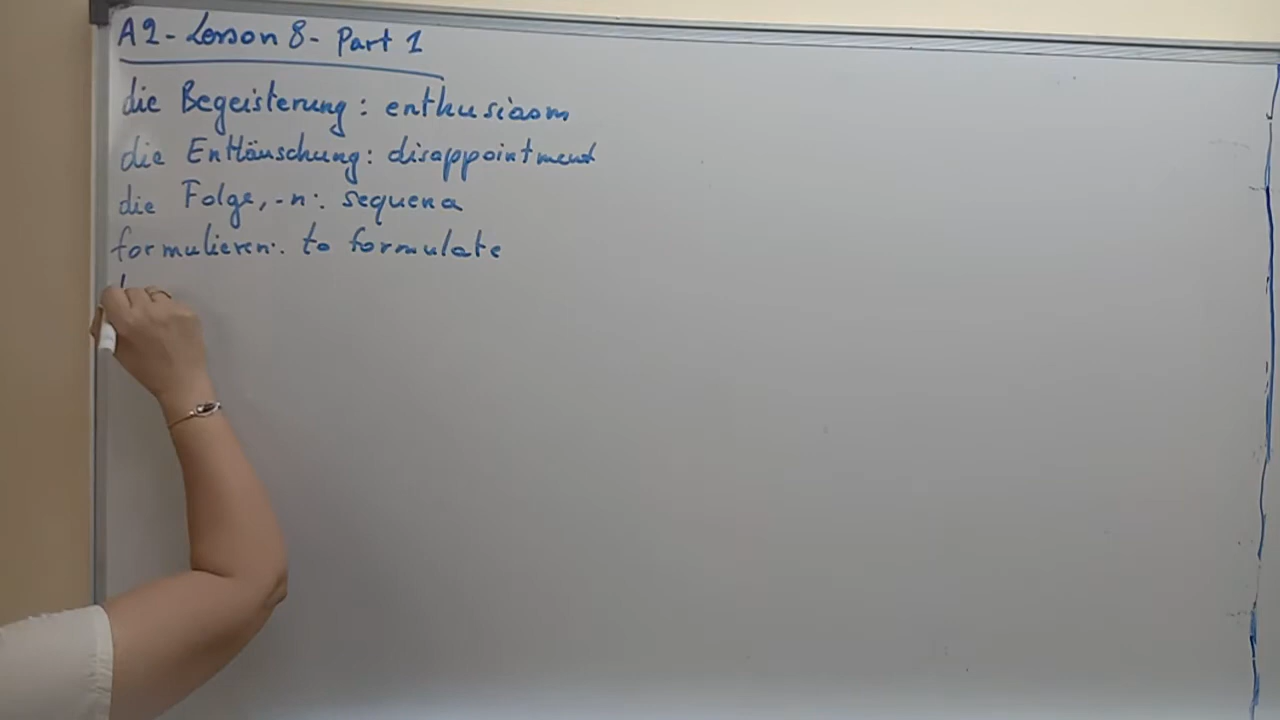 A2 - Lesson 8 - Part 1
die Begeisterung: enthusiasm
die Enttäuschung: disappointment
die Folge, -n: sequence
formulieren: to formulate